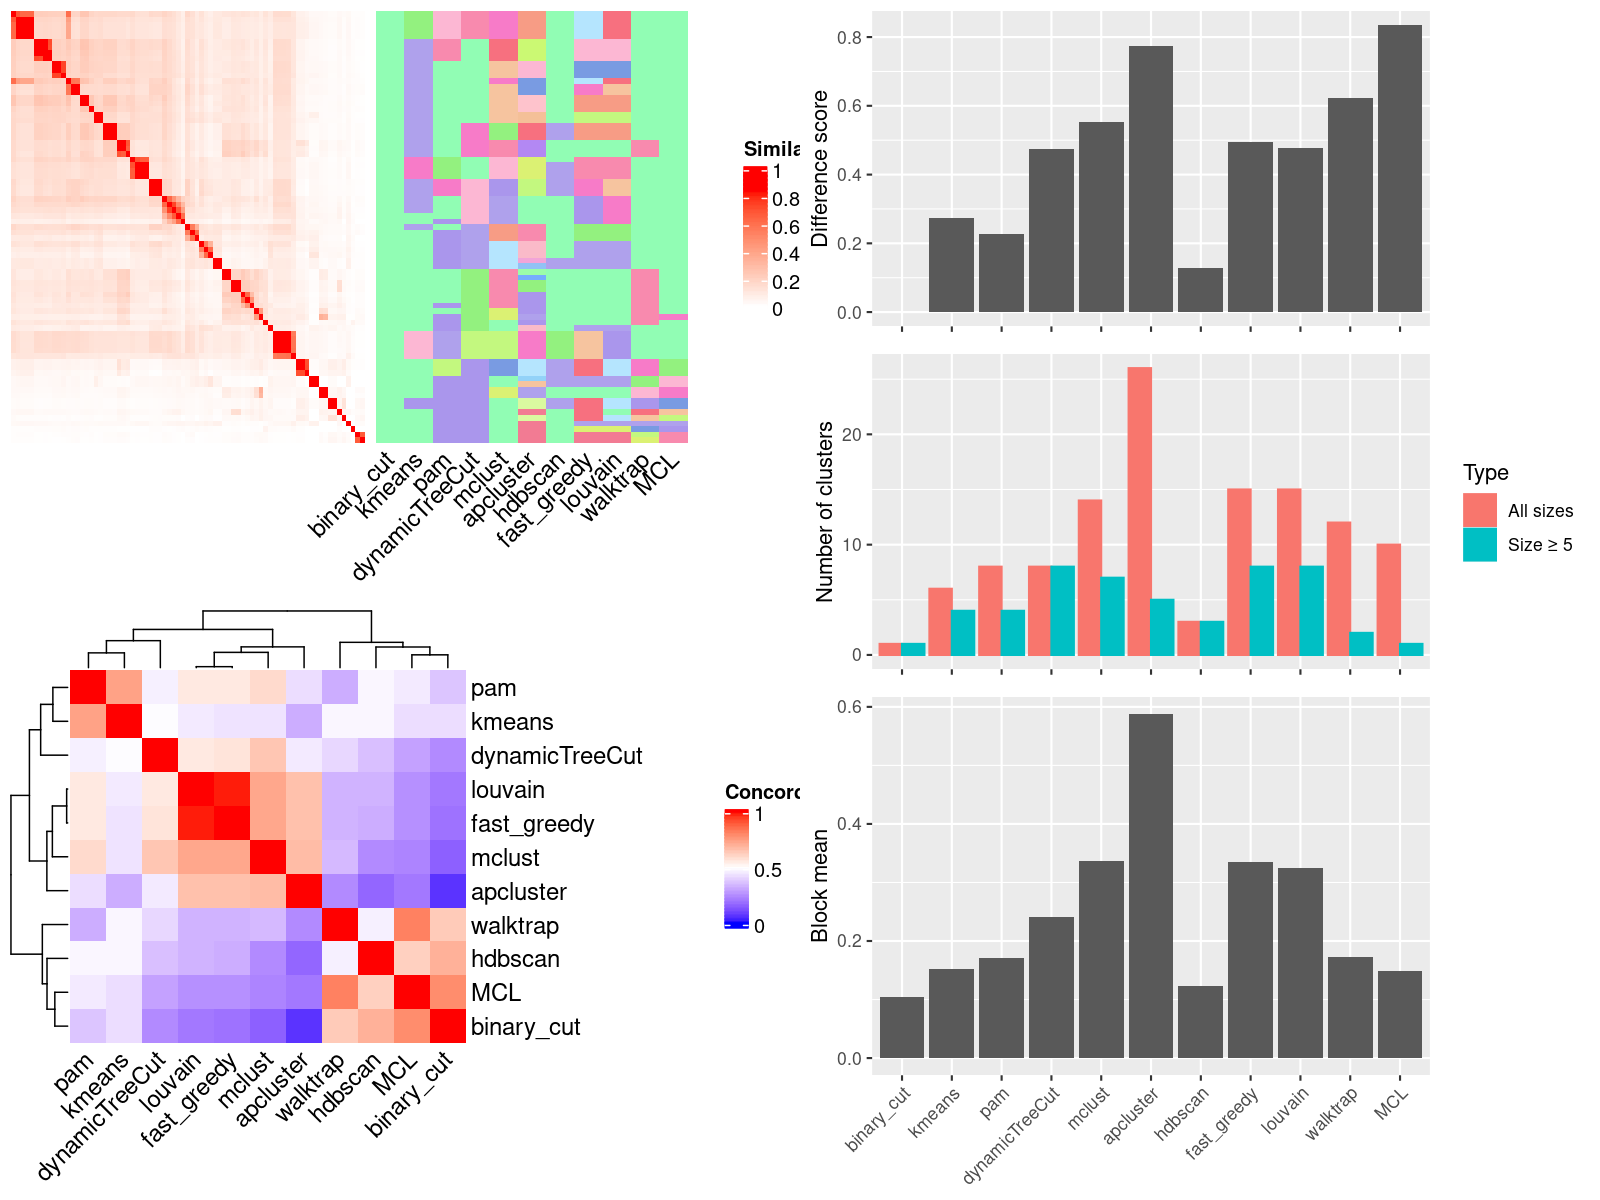 Simila
1
0.8
0.6
0.4
0.2
0
binary_cut
kmeans
pam
dynamicTreeCut
mclust
apcluster
hdbscan
fast_greedy
louvain
walktrap
MCL
Difference score
0.8
0.6
0.4
0.2
0.0
Number of clusters
20
10
0
Type
All sizes
Size ≥ 5
pam
kmeans
dynamicTreeCut
louvain
fast_greedy
mclust
apcluster
walktrap
hdbscan
MCL
binary_cut
pam
kmeans
dynamicTreeCut
louvain
fast_greedy
mclust
apcluster
walktrap
hdbscan
MCL
binary_cut
Concord
1
0.5
0
Block mean
0.6
0.4
0.2
0.0
binary_cut
kmeans
pam
dynamicTreeCut
mclust
apcluster
hdbscan
fast_greedy
louvain
walktrap
MCL